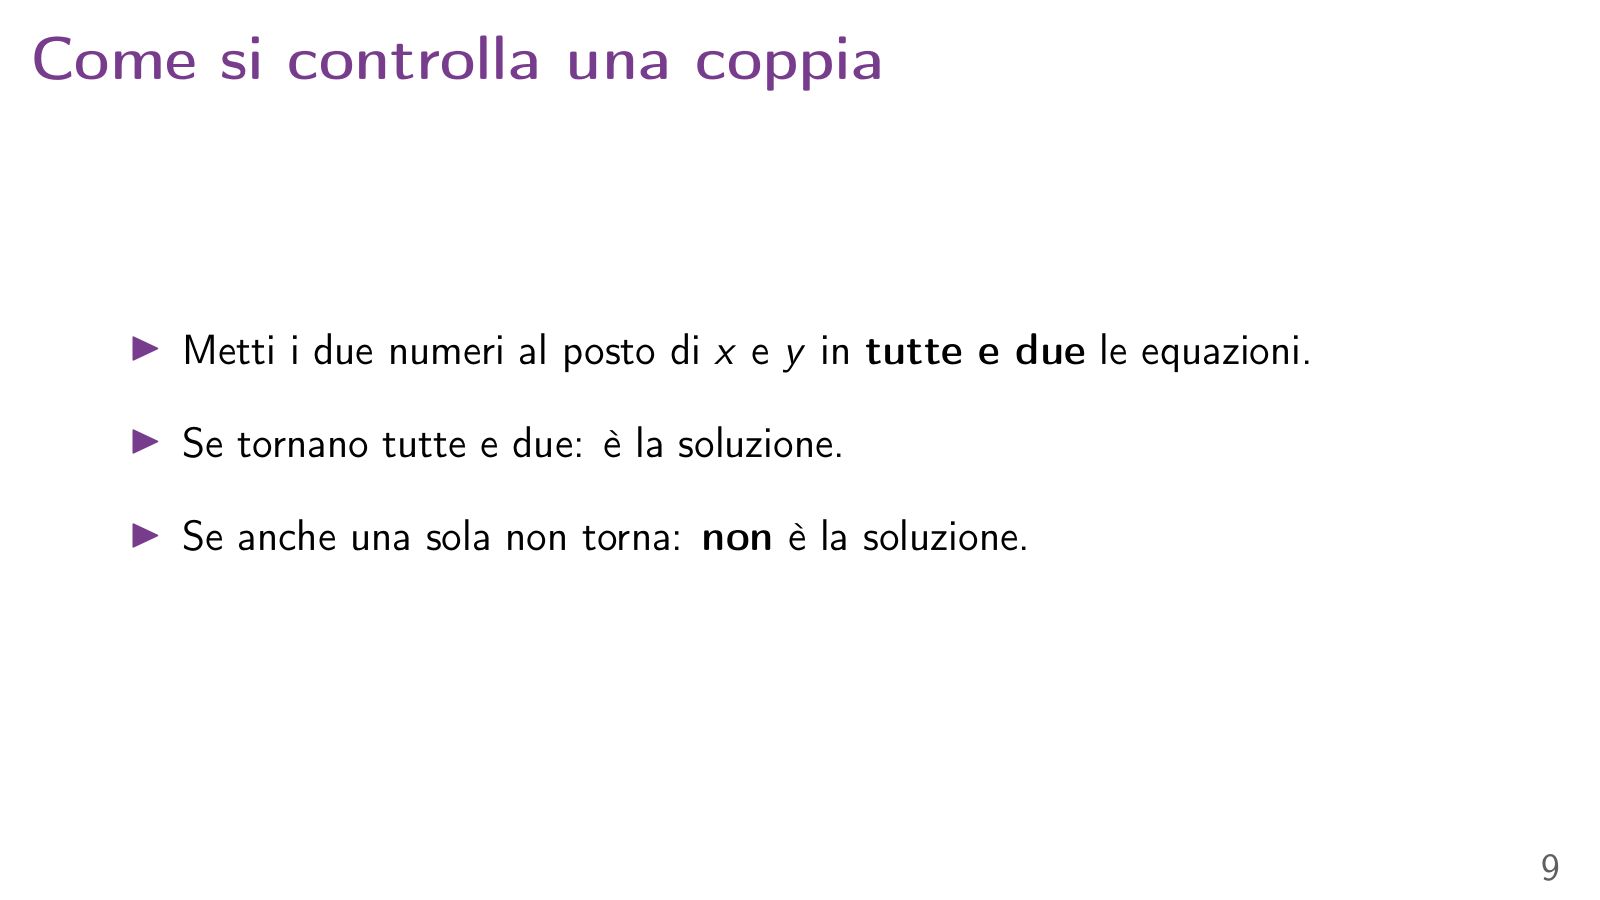 Come si controlla una coppia
▶ Metti i due numeri al posto di x e y in tutte e due le equazioni.
▶ Se tornano tutte e due: è la soluzione.
▶ Se anche una sola non torna: non è la soluzione.
9